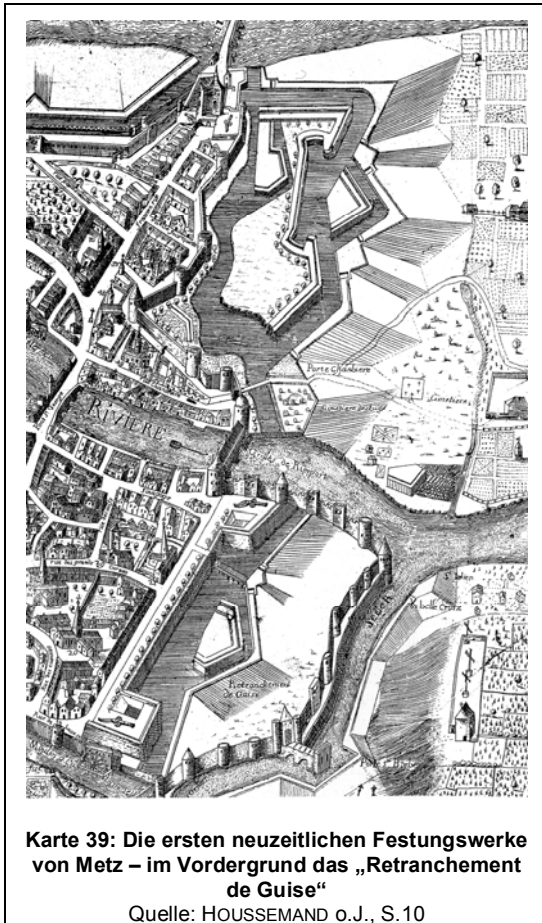 Porte Chambiere
Cimetiere
RIVIERE
Retranchement
de Guise
Karte 39: Die ersten neuzeitlichen Festungswerke
von Metz – im Vordergrund das „Retranchement
de Guise“
Quelle: HOUSSEMAND o.J., S.10